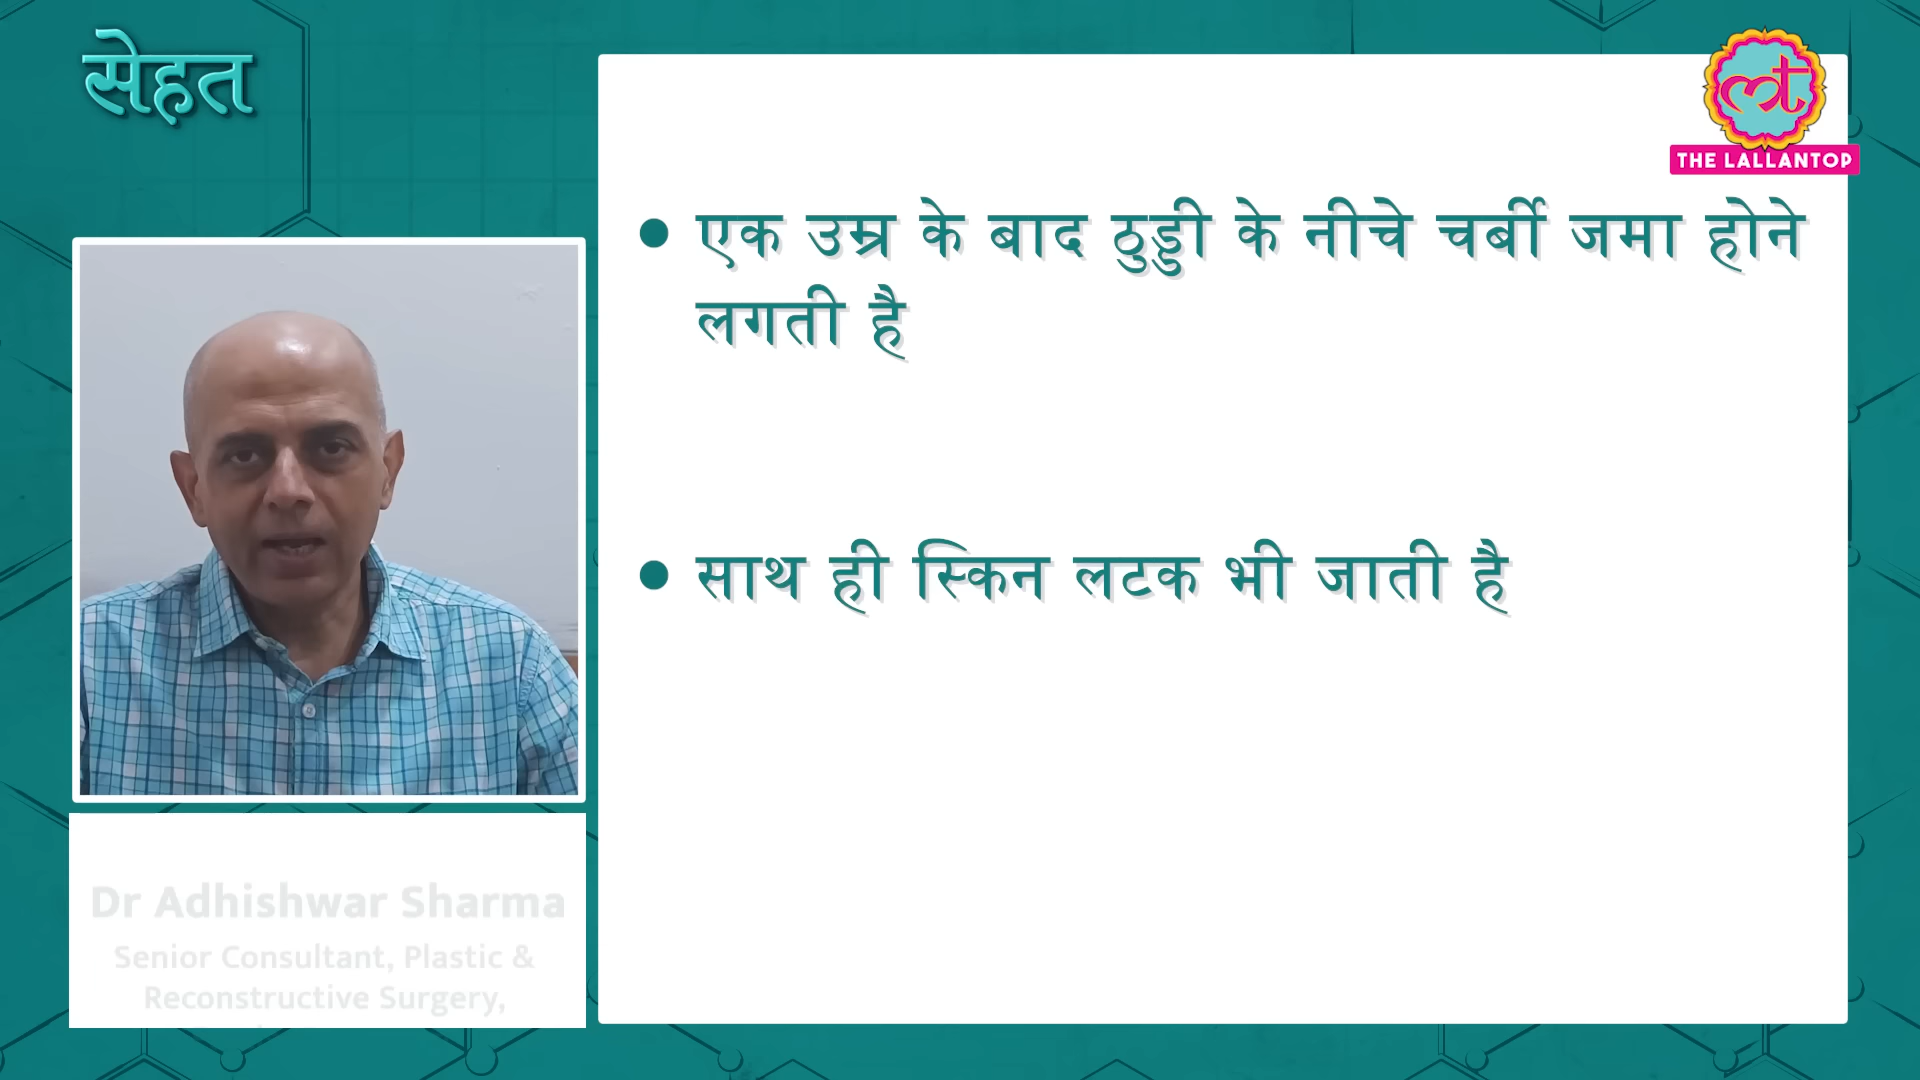 सेहत
THE LALLANTOP
• एक उम्र के बाद ठुड्डी के नीचे चर्बी जमा होने
लगती है
• साथ ही स्किन लटक भी जाती है
Dr Adhishwar Sharma
Senior Consultant, Plastic &
Reconstructive Surgery,